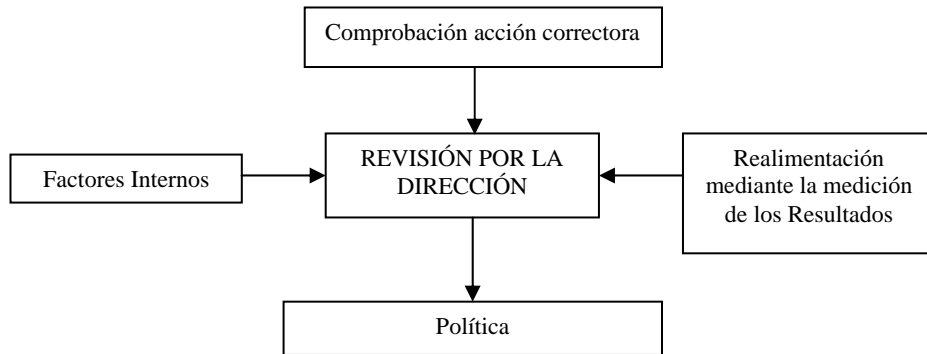 Comprobación acción correctora
Factores Internos
REVISIÓN POR LA
DIRECCIÓN
Realimentación
mediante la medición
de los Resultados
Política